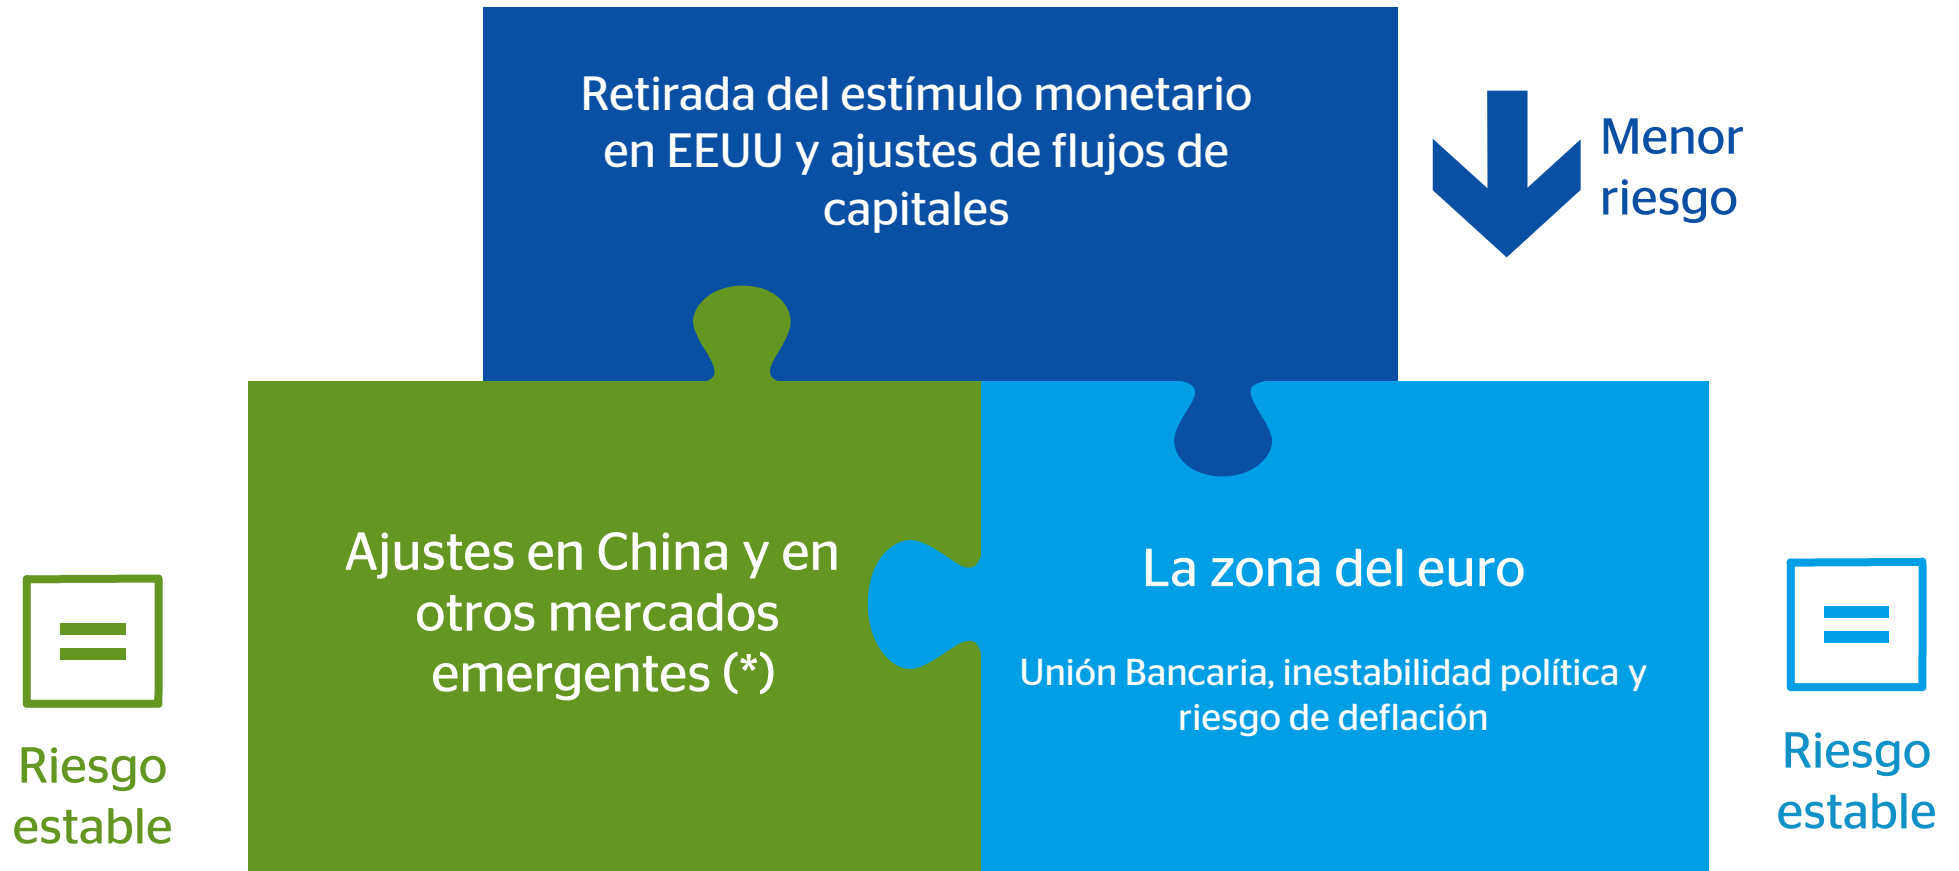 Retirada del estímulo monetario
en EEUU y ajustes de flujos de
capitales
Menor
riesgo
Ajustes en China y en
otros mercados
emergentes (*)
La zona del euro
Unión Bancaria, inestabilidad política y
riesgo de deflación
Riesgo
estable
Riesgo
estable